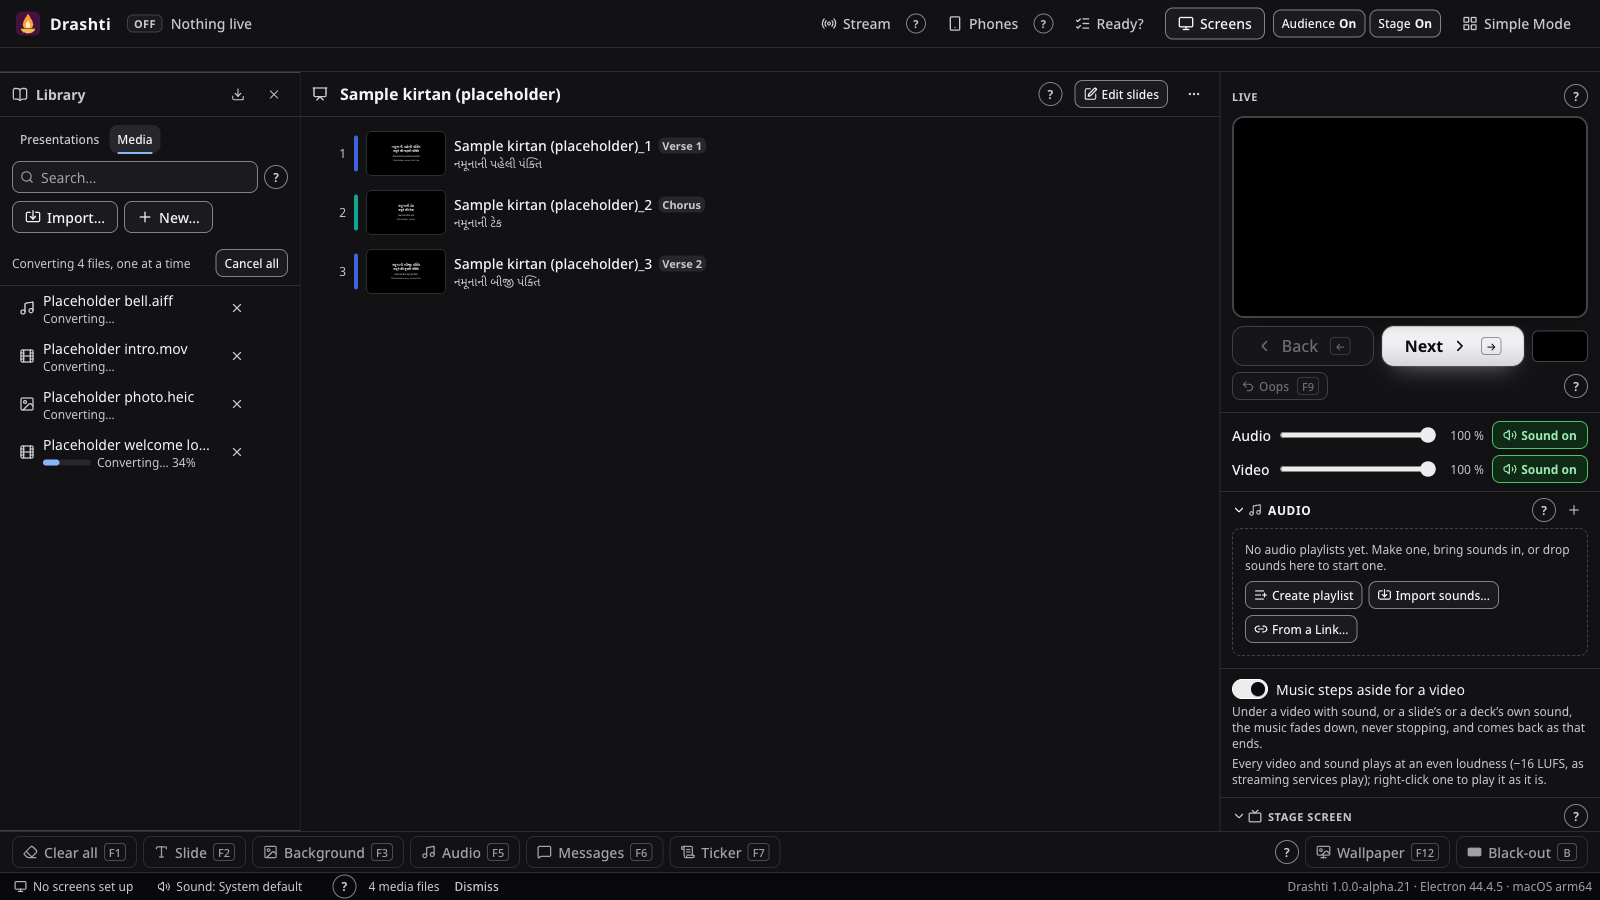 Drashti
OFF Nothing live
Stream ? Phones ? Ready? Screens Audience On Stage On Simple Mode
Library
Presentations Media
Search...
?
Import... New...
Converting 4 files, one at a time Cancel all
Placeholder bell.aiff
Converting...
Placeholder intro.mov
Converting...
Placeholder photo.heic
Converting...
Placeholder welcome lo...
Converting... 34%
Sample kirtan (placeholder)
? Edit slides
1 Sample kirtan (placeholder)_1 Verse 1
નમૂનાની પહેલી પંક્તિ
2 Sample kirtan (placeholder)_2 Chorus
નમૂનાની ટેક
3 Sample kirtan (placeholder)_3 Verse 2
નમૂનાની બીજી પંક્તિ
LIVE ?
Back ← Next →
Oops F9 ?
Audio 100 % Sound on
Video 100 % Sound on
AUDIO ?
No audio playlists yet. Make one, bring sounds in, or drop
sounds here to start one.
Create playlist Import sounds...
From a Link...
Music steps aside for a video
Under a video with sound, or a slide’s or a deck’s own sound,
the music fades down, never stopping, and comes back as that
ends.
Every video and sound plays at an even loudness (−16 LUFS, as
streaming services play); right-click one to play it as it is.
STAGE SCREEN ?
Clear all F1 Slide F2 Background F3 Audio F5 Messages F6 Ticker F7 ? Wallpaper F12 Black-out B
No screens set up Sound: System default ? 4 media files Dismiss Drashti 1.0.0-alpha.21 · Electron 44.4.5 · macOS arm64